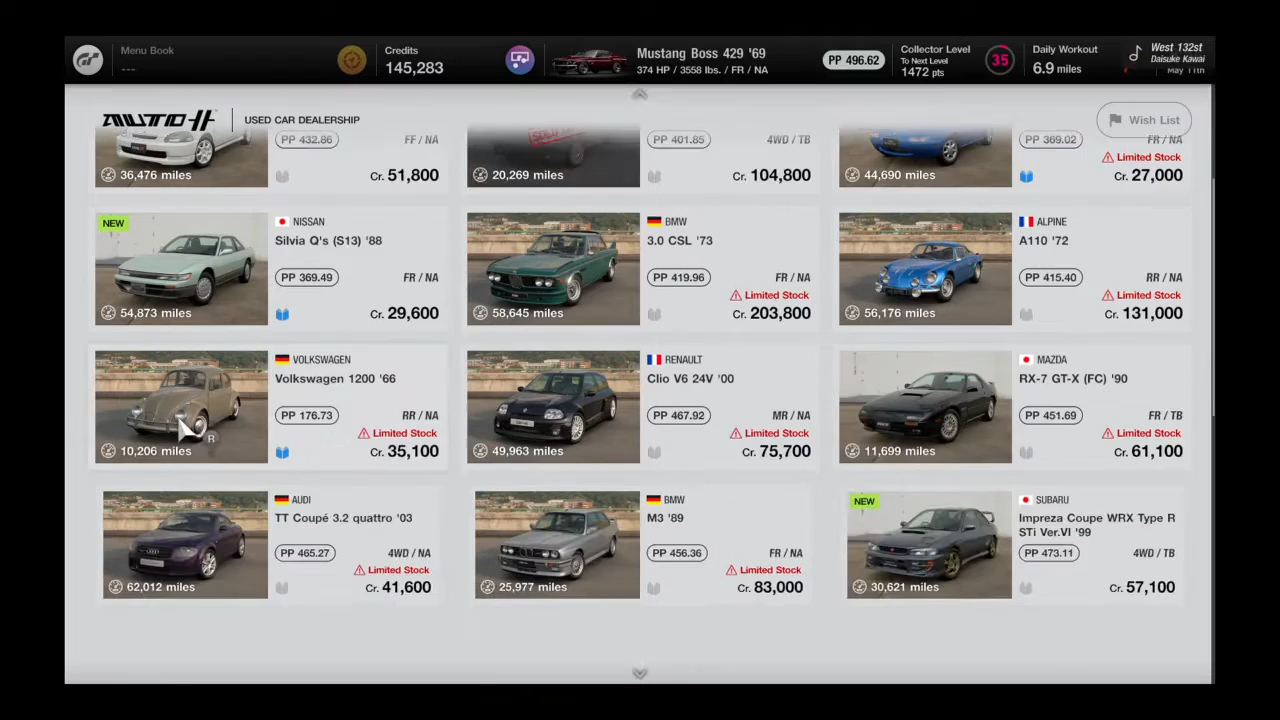 Menu Book
---
Credits
145,283
Mustang Boss 429 '69
374 HP / 3558 lbs. / FR / NA
PP 496.62
Collector Level
To Next Level
1472 pts
35
Daily Workout
6.9 miles
West 132st
Daisuke Kawai
May 11th
AUTO
USED CAR DEALERSHIP
Wish List
PP 432.86
FF / NA
36,476 miles
Cr. 51,800
SOLD
PP 401.85
4WD / TB
20,269 miles
Cr. 104,800
PP 369.02
FR / NA
Limited Stock
44,690 miles
Cr. 27,000
NEW
NISSAN
Silvia Q's (S13) '88
PP 369.49
FR / NA
54,873 miles
Cr. 29,600
BMW
3.0 CSL '73
PP 419.96
FR / NA
Limited Stock
58,645 miles
Cr. 203,800
ALPINE
A110 '72
PP 415.40
RR / NA
Limited Stock
56,176 miles
Cr. 131,000
VOLKSWAGEN
Volkswagen 1200 '66
PP 176.73
RR / NA
Limited Stock
R
10,206 miles
Cr. 35,100
RENAULT
Clio V6 24V '00
PP 467.92
MR / NA
Limited Stock
49,963 miles
Cr. 75,700
MAZDA
RX-7 GT-X (FC) '90
PP 451.69
FR / TB
Limited Stock
11,699 miles
Cr. 61,100
AUDI
TT Coupé 3.2 quattro '03
PP 465.27
4WD / NA
Limited Stock
62,012 miles
Cr. 41,600
BMW
M3 '89
PP 456.36
FR / NA
Limited Stock
25,977 miles
Cr. 83,000
NEW
SUBARU
Impreza Coupe WRX Type R
STi Ver.VI '99
PP 473.11
4WD / TB
30,621 miles
Cr. 57,100